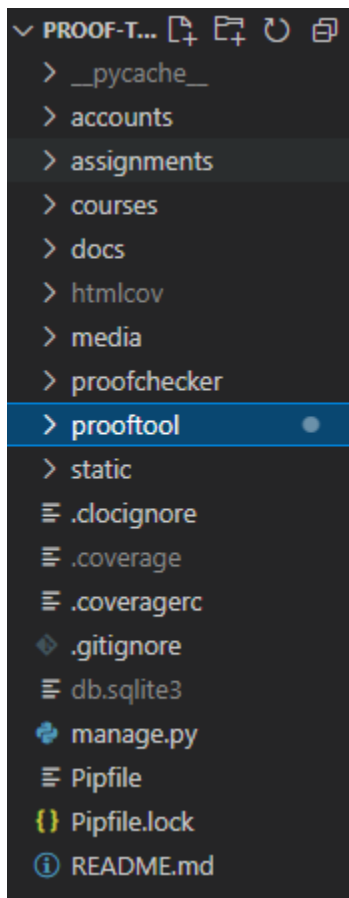 PROOF-T...
__pycache__
accounts
assignments
courses
docs
htmlcov
media
proofchecker
prooftool
static
.clocignore
.coverage
.coveragerc
.gitignore
db.sqlite3
manage.py
Pipfile
{} Pipfile.lock
README.md